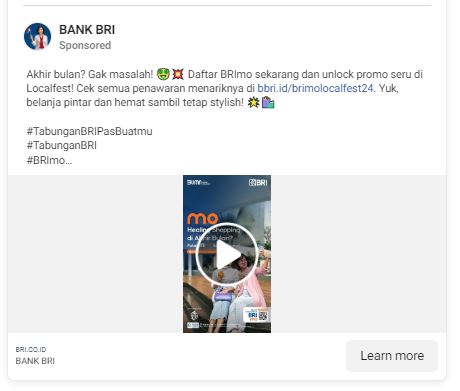 BANK BRI
Sponsored
Akhir bulan? Gak masalah! 🤑💥 Daftar BRImo sekarang dan unlock promo seru di
Localfest! Cek semua penawaran menariknya di bbri.id/brimolocalfest24. Yuk,
belanja pintar dan hemat sambil tetap stylish! 🌟🛍️
#TabunganBRIPasBuatmu
#TabunganBRI
#BRImo…
BUMN
BRI
mo
Healing Shopping
di Akhir Bulan?
BRI.CO.ID
BANK BRI
Learn more